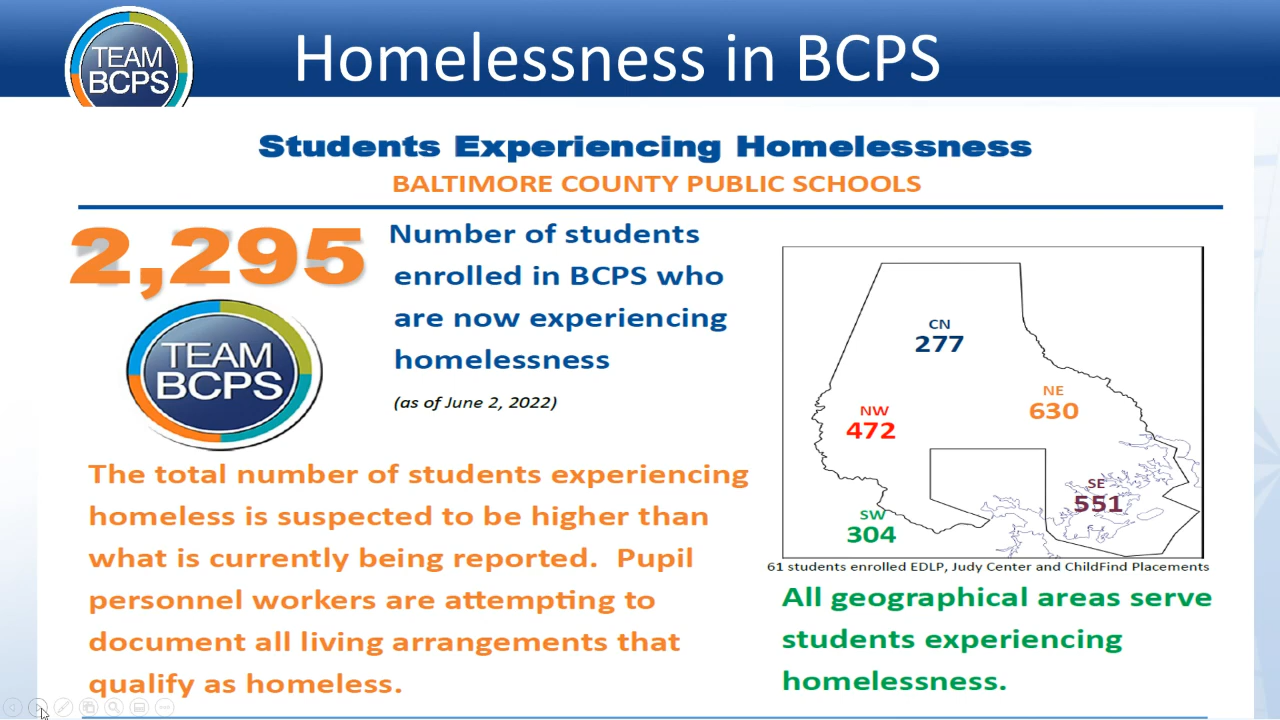 TEAM
BCPS
Homelessness in BCPS
Students Experiencing Homelessness
BALTIMORE COUNTY PUBLIC SCHOOLS
2,295
Number of students
enrolled in BCPS who
are now experiencing
homelessness
(as of June 2, 2022)
TEAM
BCPS
The total number of students experiencing
homeless is suspected to be higher than
what is currently being reported.  Pupil
personnel workers are attempting to
document all living arrangements that
qualify as homeless.
CN
277
NE
630
NW
472
SE
551
SW
304
61 students enrolled EDLP, Judy Center and ChildFind Placements
All geographical areas serve
students experiencing
homelessness.